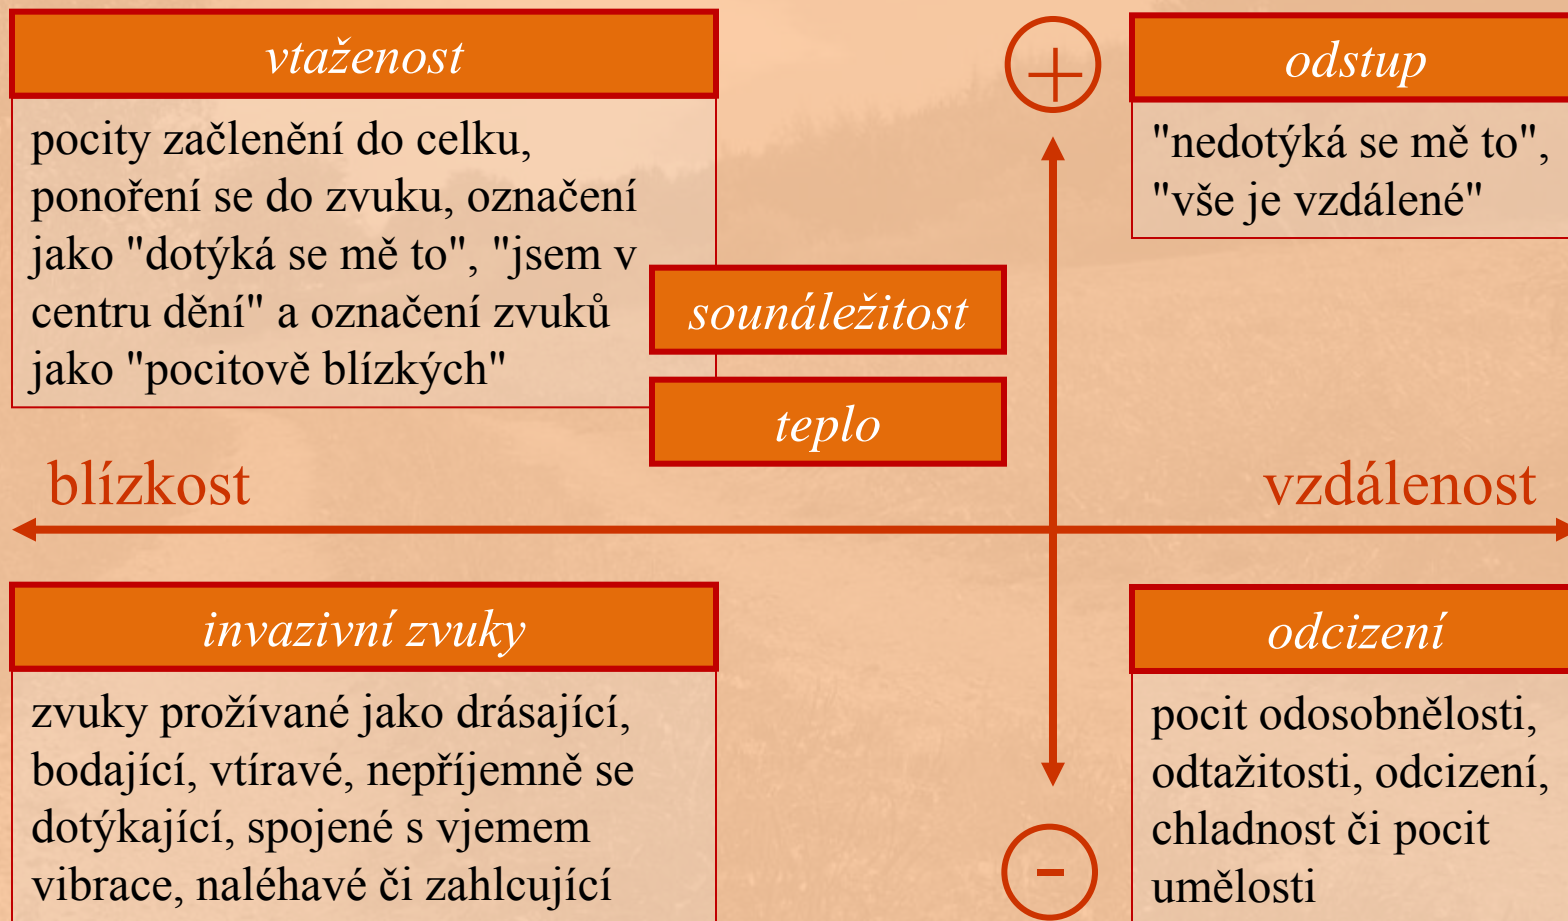 vtaženost
pocity začlenění do celku,
ponoření se do zvuku, označení
jako "dotýká se mě to", "jsem v
centru dění" a označení zvuků
jako "pocitově blízkých"
sounáležitost
teplo
+
odstup
"nedotýká se mě to",
"vše je vzdálené"
blízkost
vzdálenost
invazivní zvuky
zvuky prožívané jako drásající,
bodající, vtíravé, nepříjemně se
dotýkající, spojené s vjemem
vibrace, naléhavé či zahlcující
-
odcizení
pocit odosobnělosti,
odtažitosti, odcizení,
chladnost či pocit
umělosti